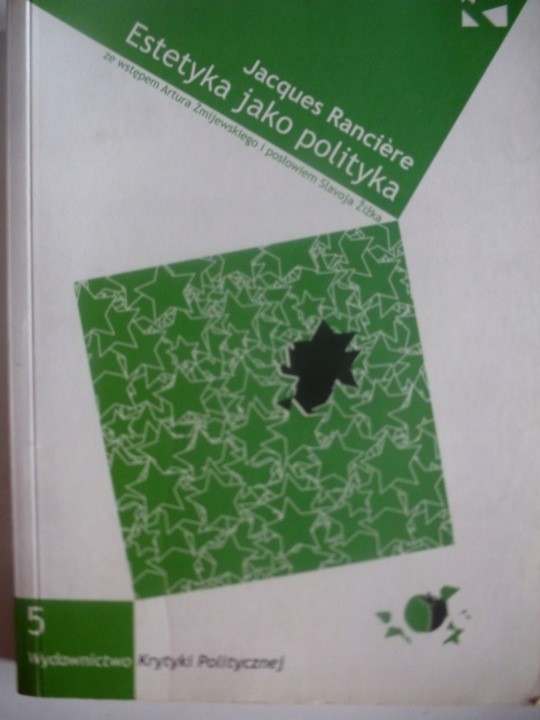 Jacques Rancière
Estetyka jako polityka
ze wstępem Artura Żmijewskiego i posłowiem Slavoja Žižka
5
Wydawnictwo Krytyki Politycznej